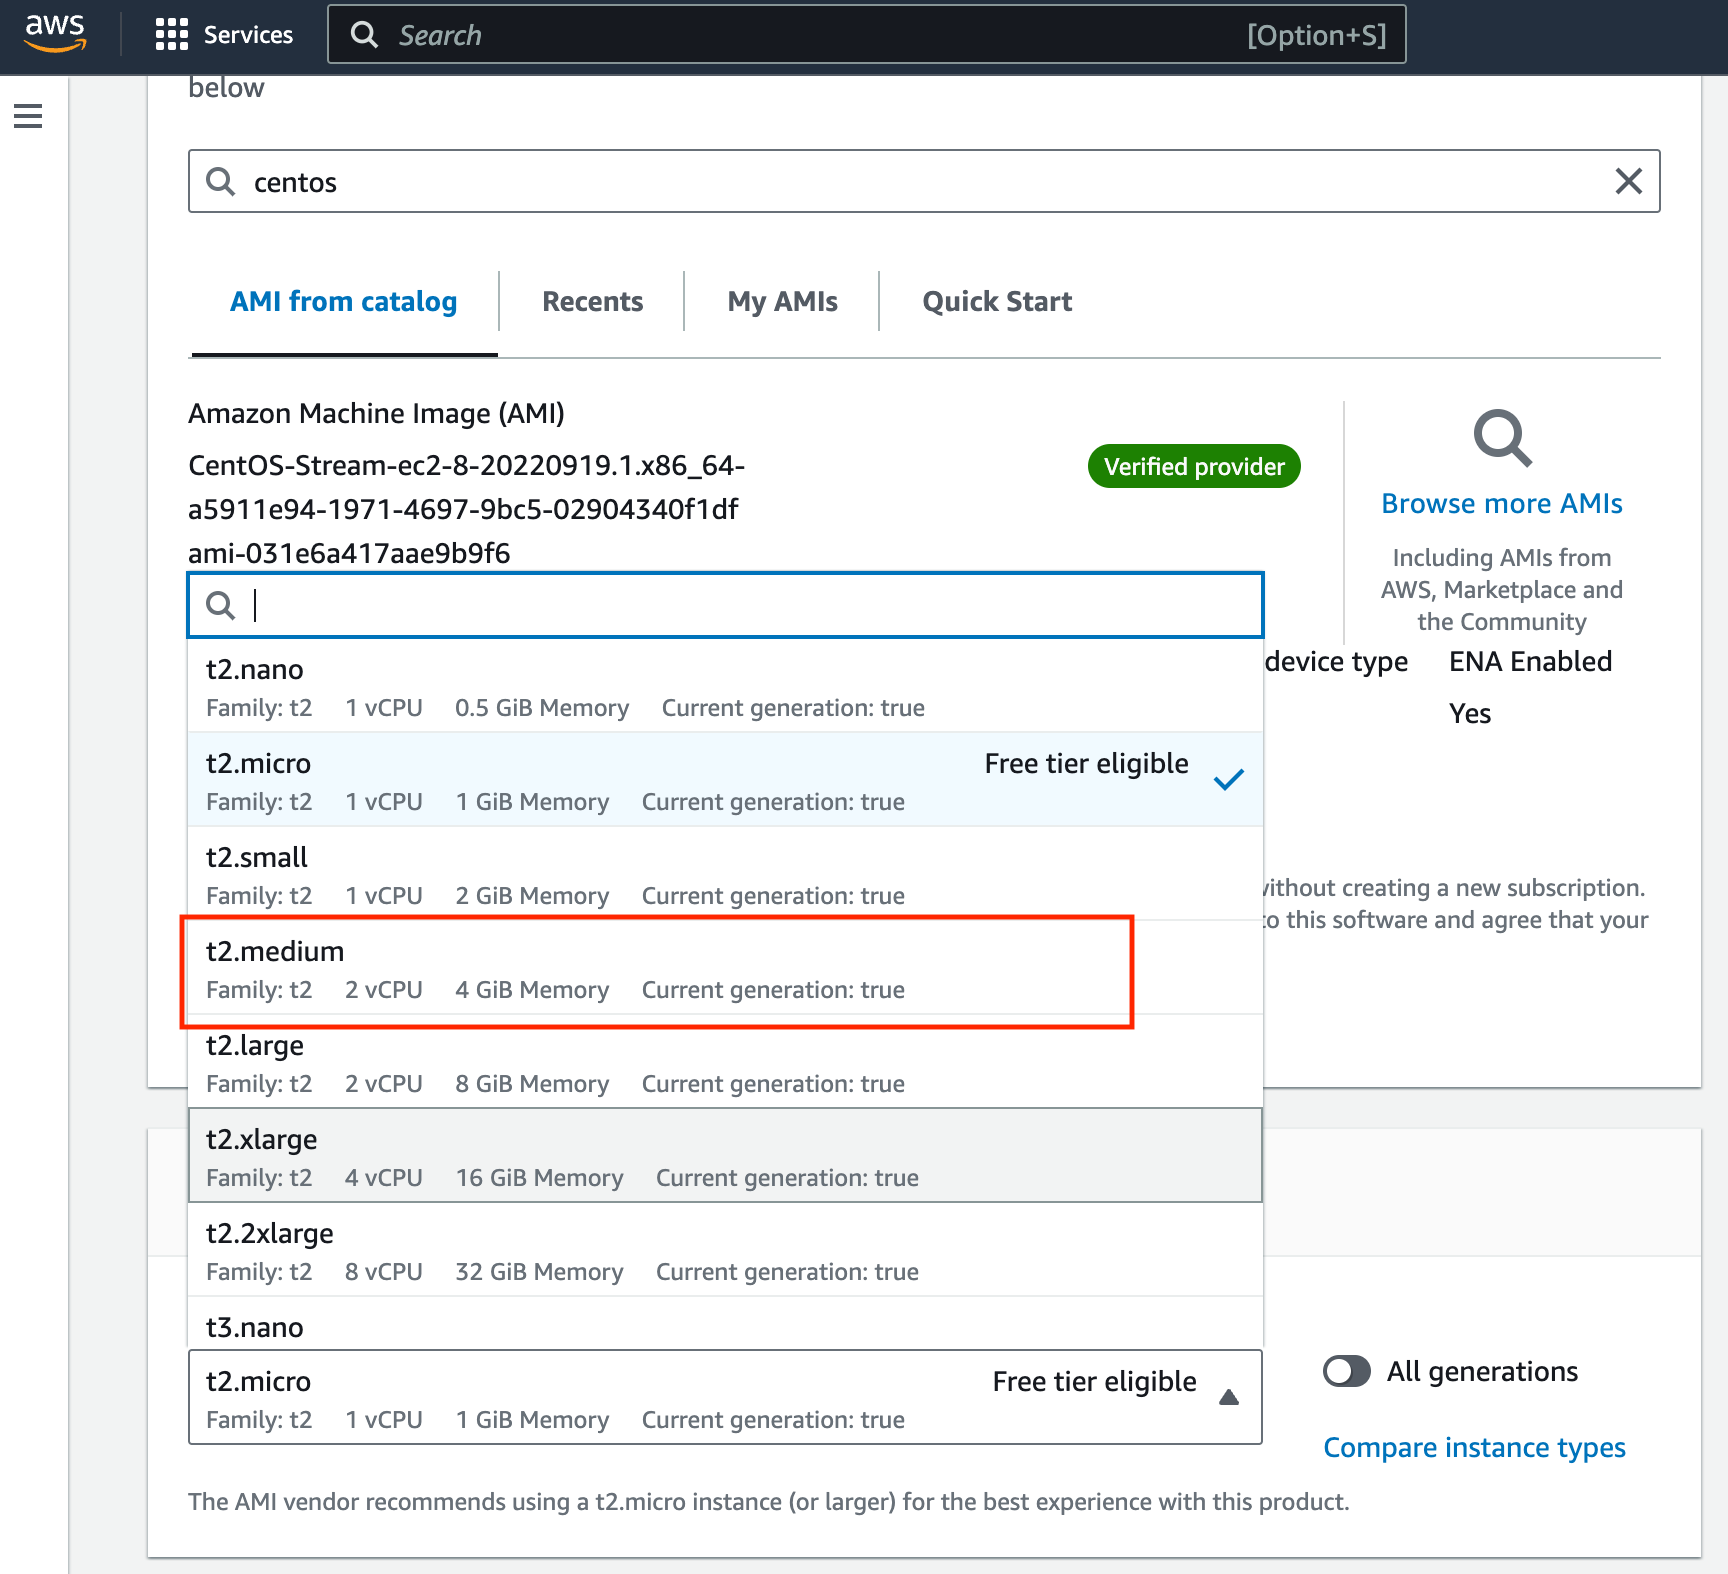 aws
Services
Search
[Option+S]
below
centos
AMI from catalog
Recents
My AMIs
Quick Start
Amazon Machine Image (AMI)
CentOS-Stream-ec2-8-20220919.1.x86_64-
a5911e94-1971-4697-9bc5-02904340f1df
ami-031e6a417aae9b9f6
Verified provider
Browse more AMIs
Including AMIs from
AWS, Marketplace and
the Community
device type
ENA Enabled
Yes
t2.nano
Family: t2 1 vCPU 0.5 GiB Memory Current generation: true
t2.micro Free tier eligible
Family: t2 1 vCPU 1 GiB Memory Current generation: true
t2.small
Family: t2 1 vCPU 2 GiB Memory Current generation: true
without creating a new subscription.
to this software and agree that your
t2.medium
Family: t2 2 vCPU 4 GiB Memory Current generation: true
t2.large
Family: t2 2 vCPU 8 GiB Memory Current generation: true
t2.xlarge
Family: t2 4 vCPU 16 GiB Memory Current generation: true
t2.2xlarge
Family: t2 8 vCPU 32 GiB Memory Current generation: true
t3.nano
t2.micro Free tier eligible
Family: t2 1 vCPU 1 GiB Memory Current generation: true
All generations
Compare instance types
The AMI vendor recommends using a t2.micro instance (or larger) for the best experience with this product.